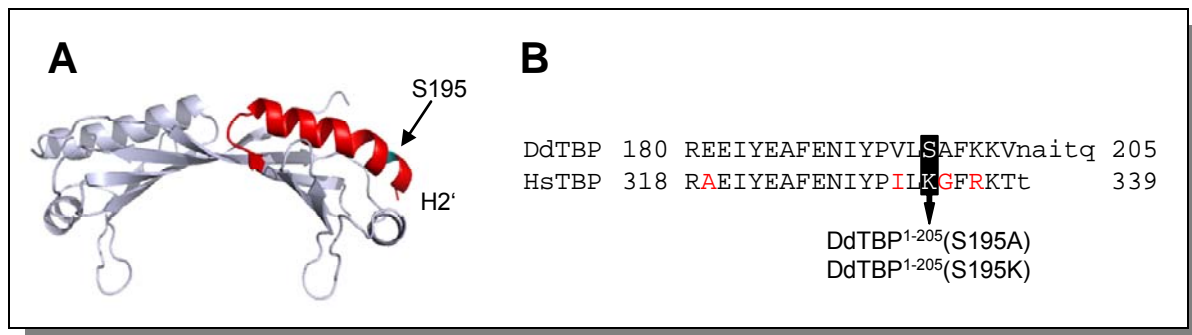 A
S195
H2‘
B
DdTBP 180 REEIYEAFENIYPVLSAFKKVnaitq 205
HsTBP 318 RAEIYEAFENIYPILKGFRKTt 339
DdTBP1-205(S195A)
DdTBP1-205(S195K)